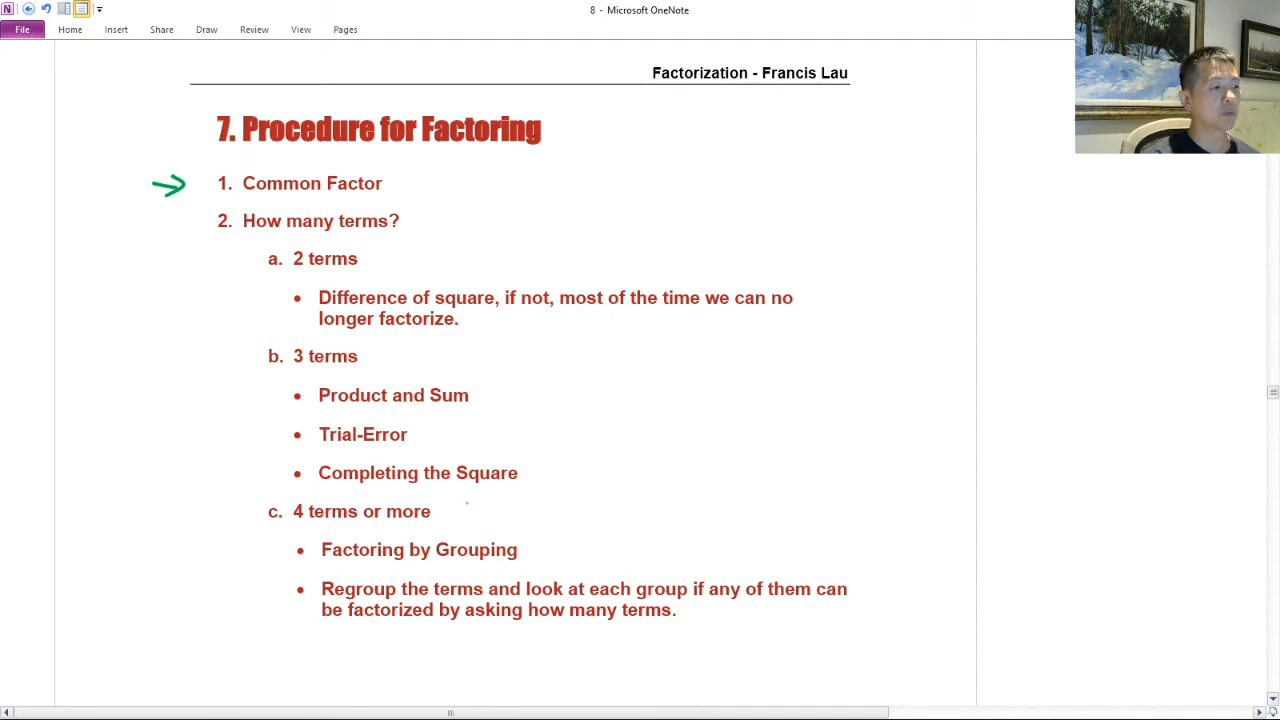 8 - Microsoft OneNote
File Home Insert Share Draw Review View Pages
Factorization - Francis Lau
7. Procedure for Factoring
1. Common Factor
2. How many terms?
a. 2 terms
• Difference of square, if not, most of the time we can no
longer factorize.
b. 3 terms
• Product and Sum
• Trial-Error
• Completing the Square
c. 4 terms or more
• Factoring by Grouping
• Regroup the terms and look at each group if any of them can
be factorized by asking how many terms.